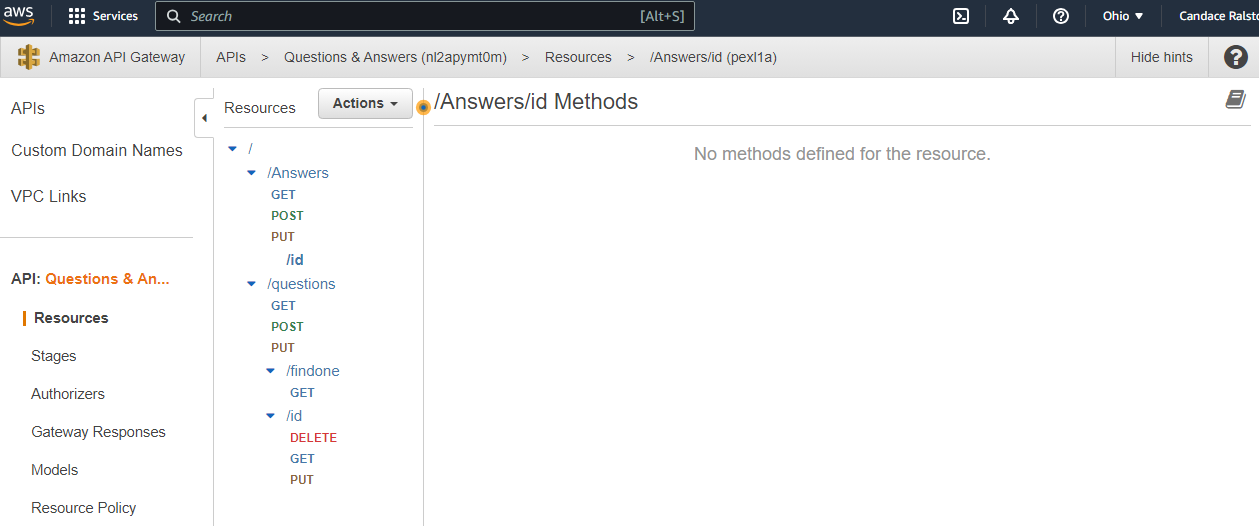 aws Services Search [Alt+S] Ohio Candace Ralsto
Amazon API Gateway APIs > Questions & Answers (nl2apymt0m) > Resources > /Answers/id (pexl1a) Hide hints ?
APIs
Custom Domain Names
VPC Links
API: Questions & An...
Resources
Stages
Authorizers
Gateway Responses
Models
Resource Policy
Resources Actions
/
/Answers
GET
POST
PUT
/id
/questions
GET
POST
PUT
/findone
GET
/id
DELETE
GET
PUT
/Answers/id Methods
No methods defined for the resource.